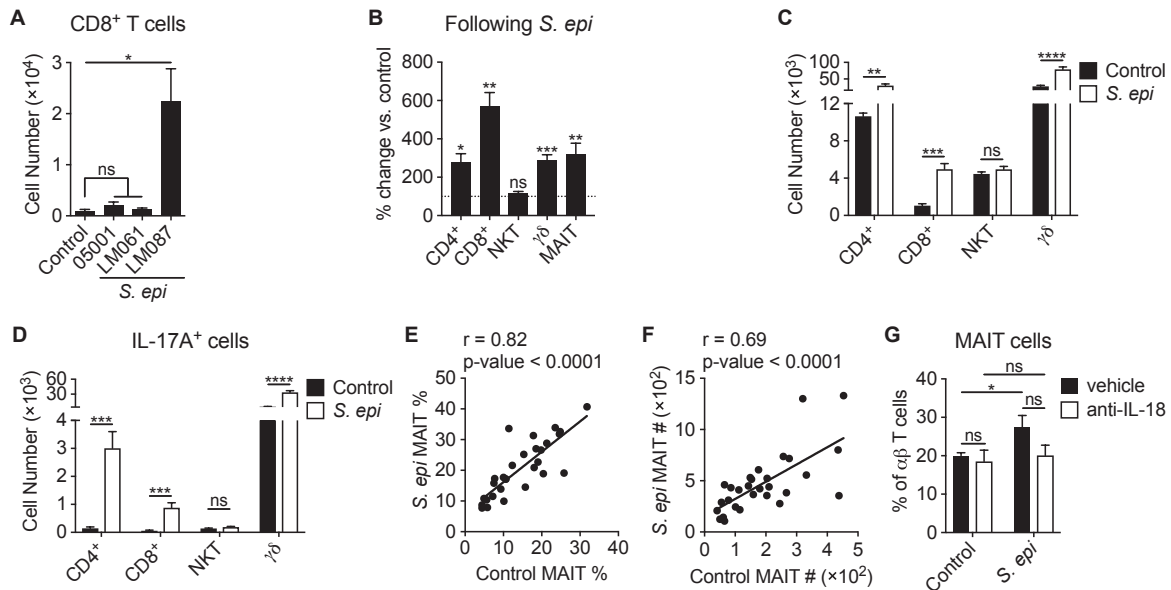 A
CD8+ T cells
Cell Number (×10⁴)
3
2
1
0
*
ns
Control
05001
LM061
LM087
S. epi
B
Following S. epi
% change vs. control
800
600
400
200
0
*
**
ns
***
**
CD4+
CD8+
NKT
γδ
MAIT
C
Cell Number (×10³)
100
50
12
8
4
0
**
***
ns
****
CD4+
CD8+
NKT
γδ
Control
S. epi
D
IL-17A+ cells
Cell Number (×10³)
60
30
4
3
2
1
0
***
***
ns
****
CD4+
CD8+
NKT
γδ
Control
S. epi
E
r = 0.82
p-value < 0.0001
S. epi MAIT %
50
40
30
20
10
0
0 10 20 30 40
Control MAIT %
F
r = 0.69
p-value < 0.0001
S. epi MAIT # (×10²)
15
10
5
0
0 1 2 3 4 5
Control MAIT # (×10²)
G
MAIT cells
% of αβ T cells
40
30
20
10
0
ns
*
ns
ns
Control
S. epi
vehicle
anti-IL-18